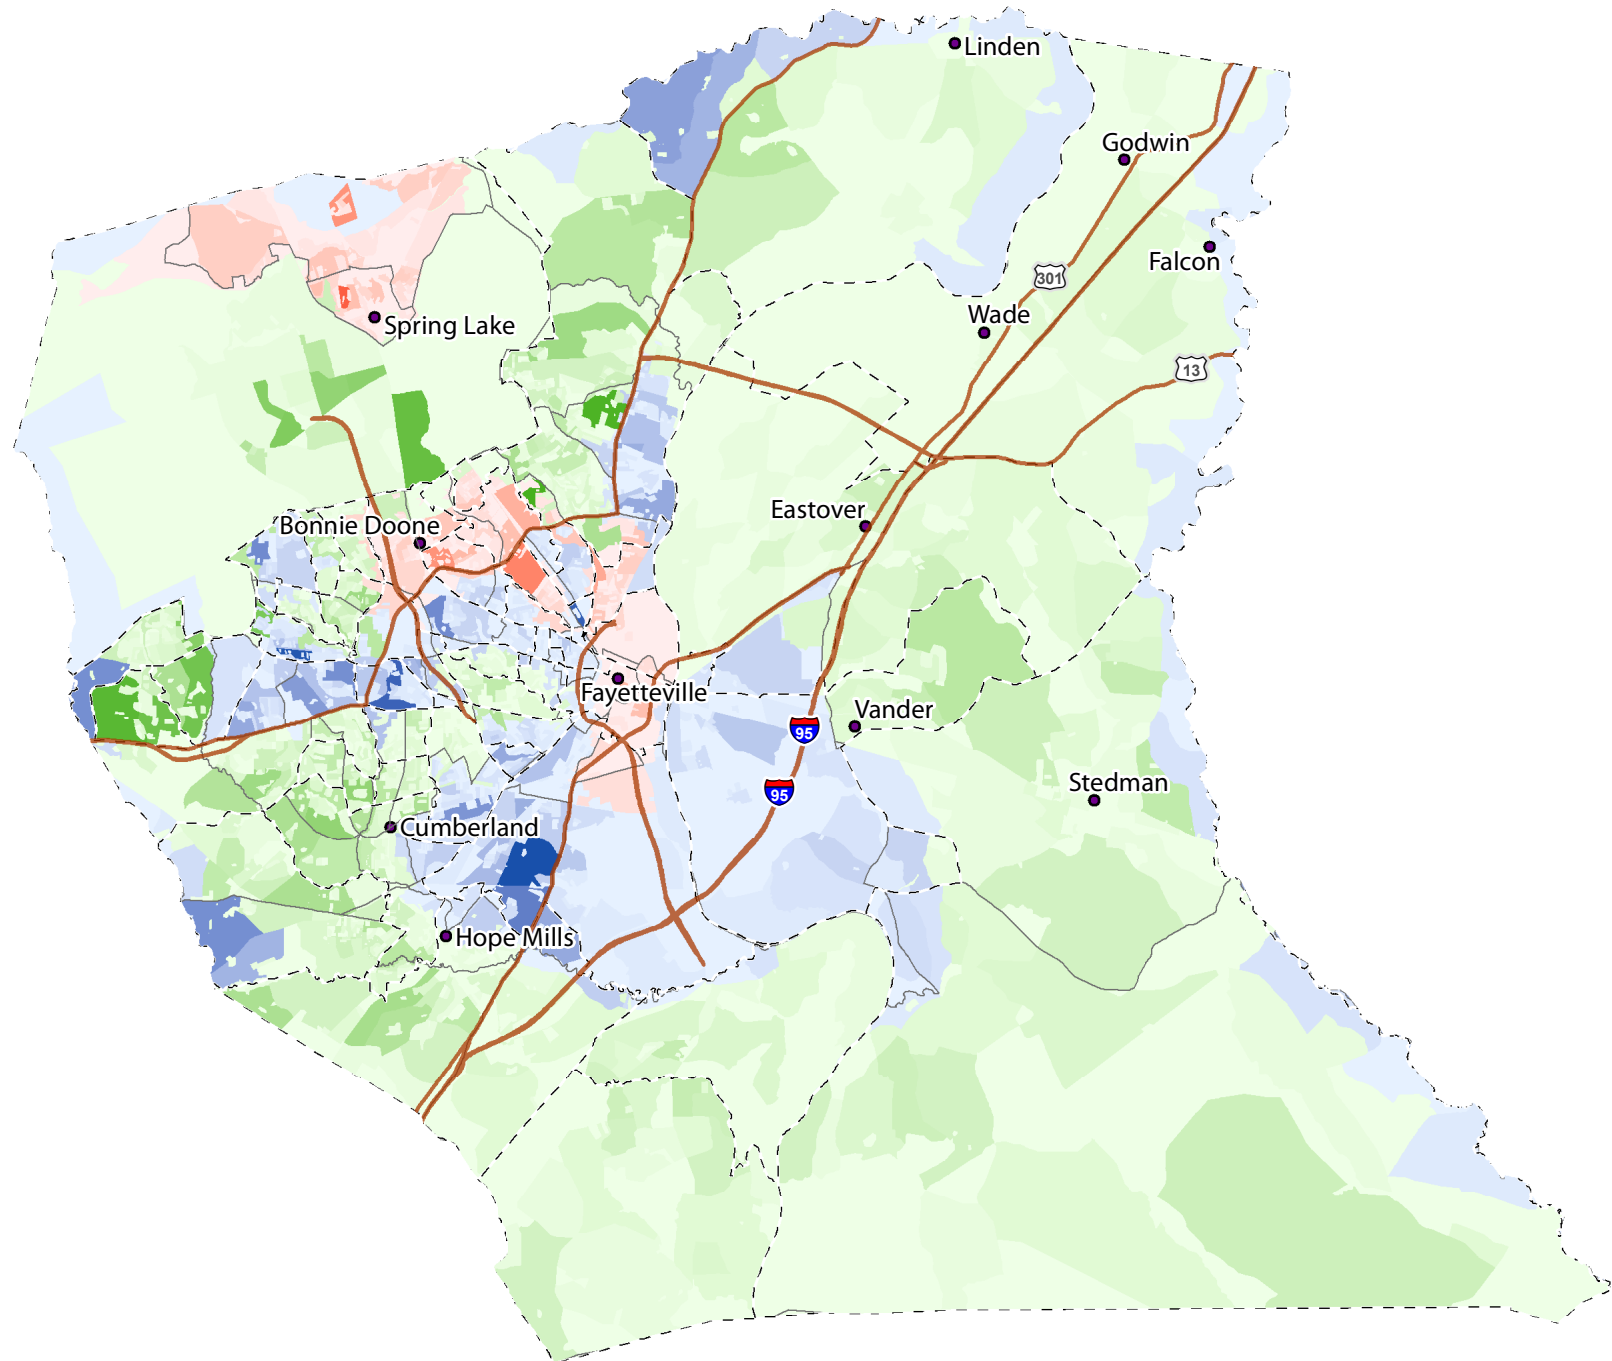 Linden
Godwin
Falcon
301
Wade
Spring Lake
13
Eastover
Bonnie Doone
Fayetteville
Vander
95
95
Stedman
Cumberland
Hope Mills